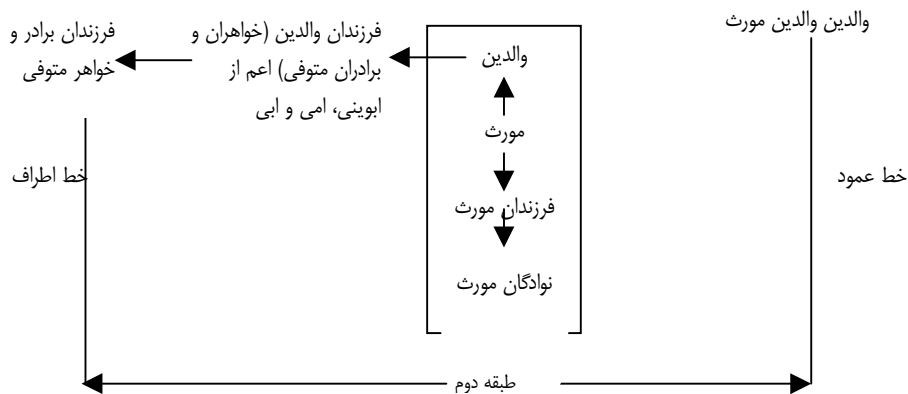 والدین والدین مورث
خط عمود
والدین
مورث
فرزندان مورث
نوادگان مورث
فرزندان والدین (خواهران و
برادران متوفی) اعم از
ابوینی، امی و ابی
فرزندان برادر و
خواهر متوفی
خط اطراف
طبقه دوم